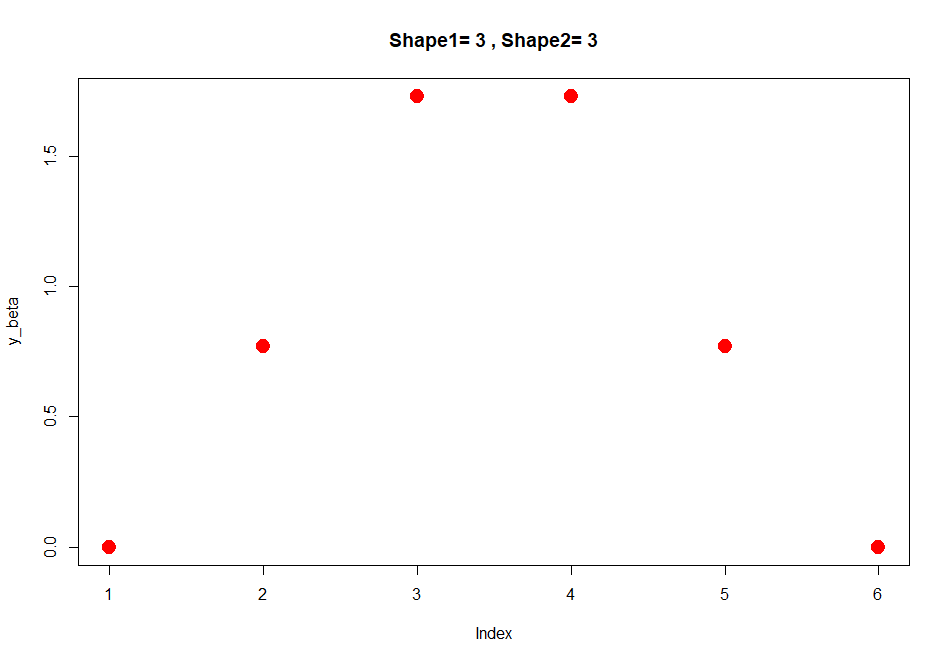 Shape1= 3 , Shape2= 3
y_beta
1.5
1.0
0.5
0.0
1 2 3 4 5 6
Index